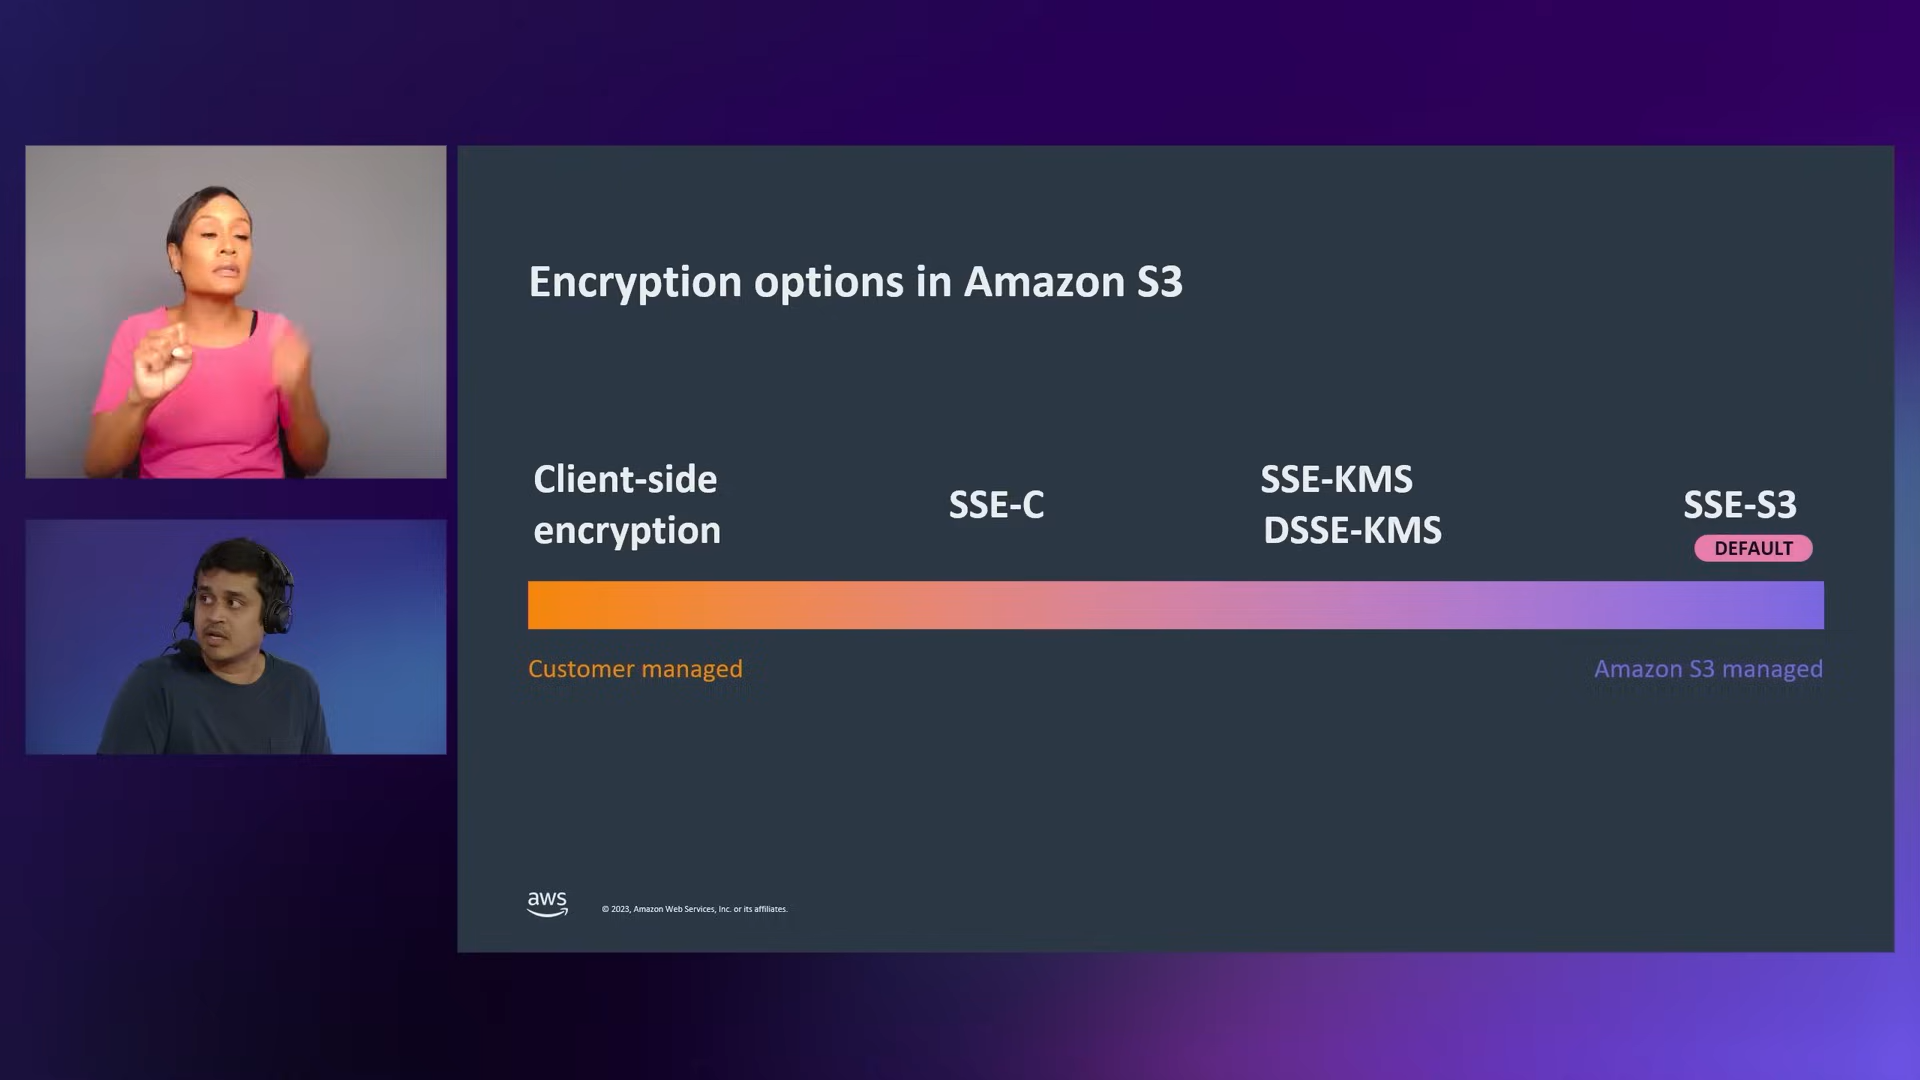 Encryption options in Amazon S3
Client-side
encryption
SSE-C
SSE-KMS
DSSE-KMS
SSE-S3
DEFAULT
Customer managed
Amazon S3 managed
aws
© 2023, Amazon Web Services, Inc. or its affiliates.